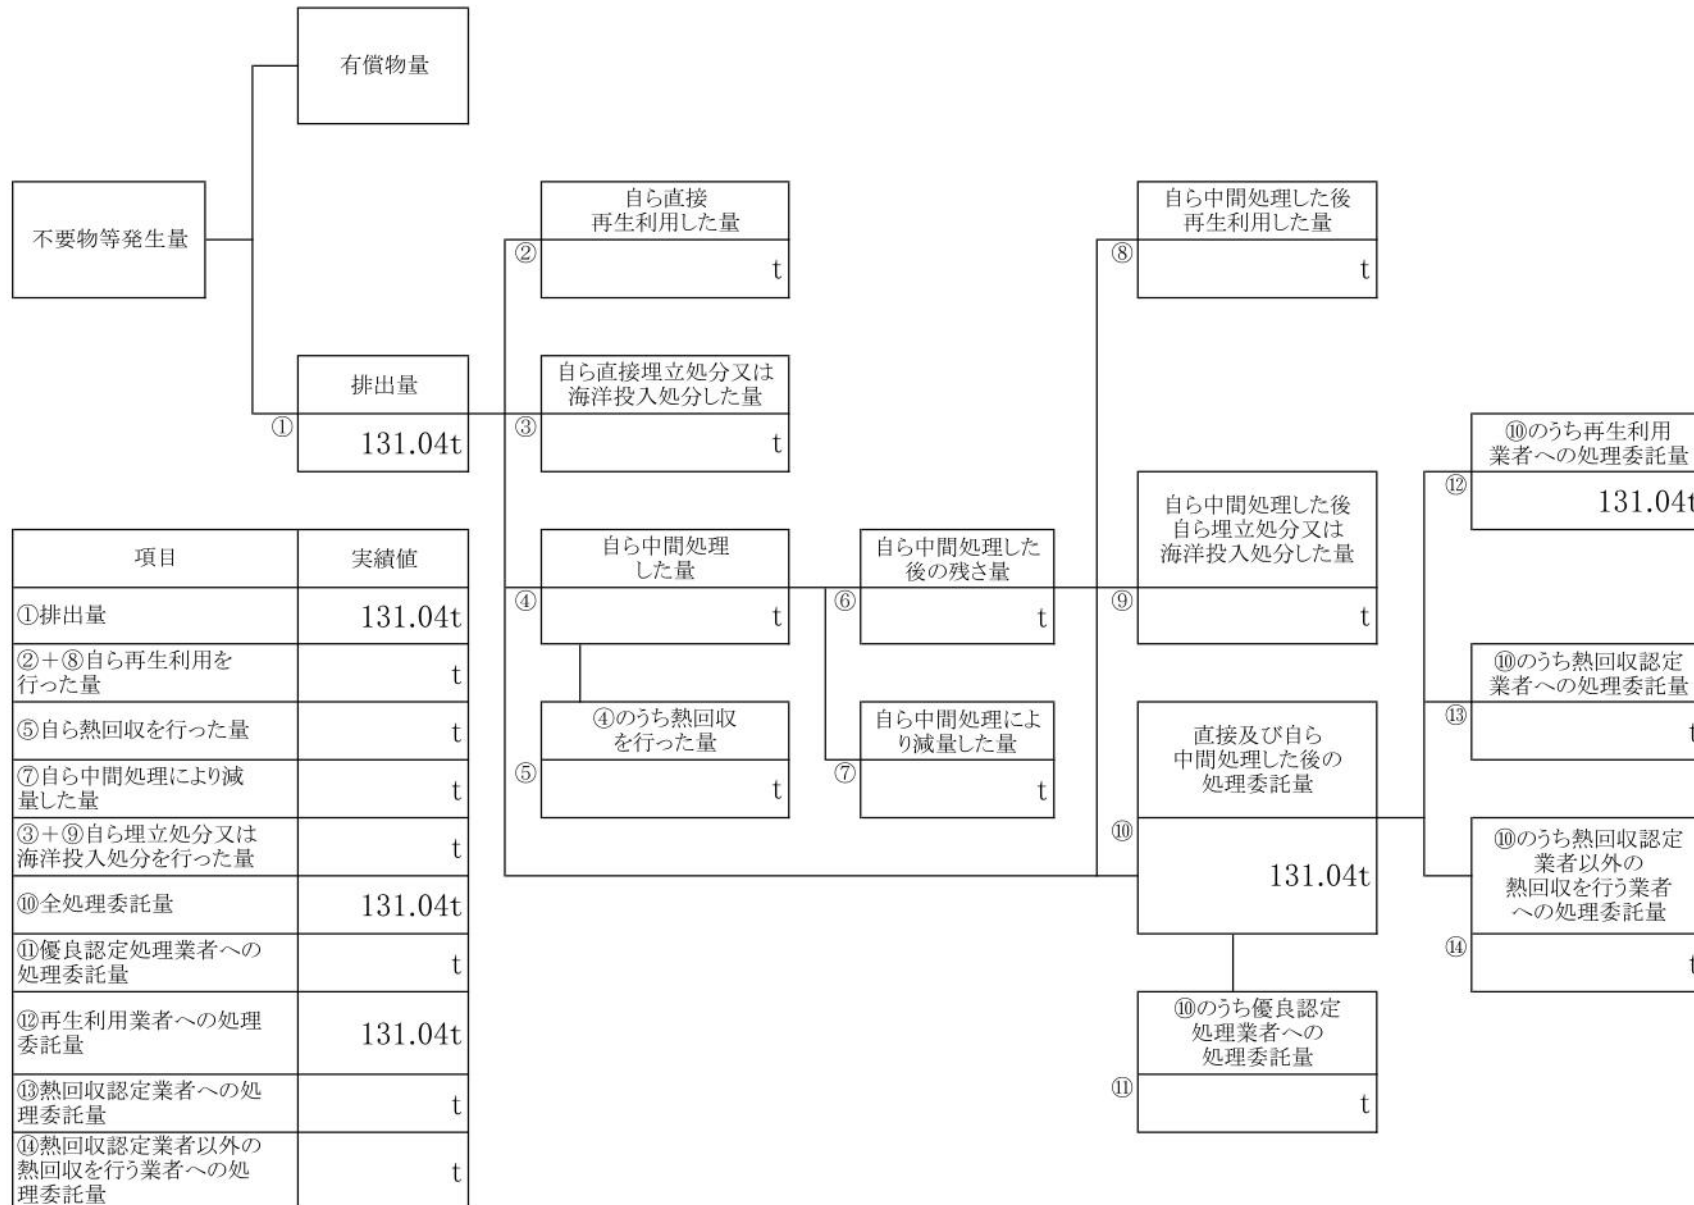 有償物量
不要物等発生量
自ら直接
再生利用した量
②
t
自ら中間処理した後
再生利用した量
⑧
t
排出量
①
131.04t
自ら直接埋立処分又は
海洋投入処分した量
③
t
⑩のうち再生利用
業者への処理委託量
⑫
131.04t
自ら中間処理
した量
④
t
自ら中間処理した
後の残さ量
⑥
t
自ら中間処理した後
自ら埋立処分又は
海洋投入処分した量
⑨
t
④のうち熱回収
を行った量
⑤
t
自ら中間処理によ
り減量した量
⑦
t
直接及び自ら
中間処理した後の
処理委託量
⑩
131.04t
⑩のうち熱回収認定
業者への処理委託量
⑬
t
⑩のうち熱回収認定
業者以外の
熱回収を行う業者
への処理委託量
⑭
t
⑩のうち優良認定
処理業者への
処理委託量
⑪
t
項目 実績値
①排出量 131.04t
②+⑧自ら再生利用を
行った量 t
⑤自ら熱回収を行った量 t
⑦自ら中間処理により減
量した量 t
③+⑨自ら埋立処分又は
海洋投入処分を行った量 t
⑩全処理委託量 131.04t
⑪優良認定処理業者への
処理委託量 t
⑫再生利用業者への処理
委託量 131.04t
⑬熱回収認定業者への処
理委託量 t
⑭熱回収認定業者以外の
熱回収を行う業者への処
理委託量 t